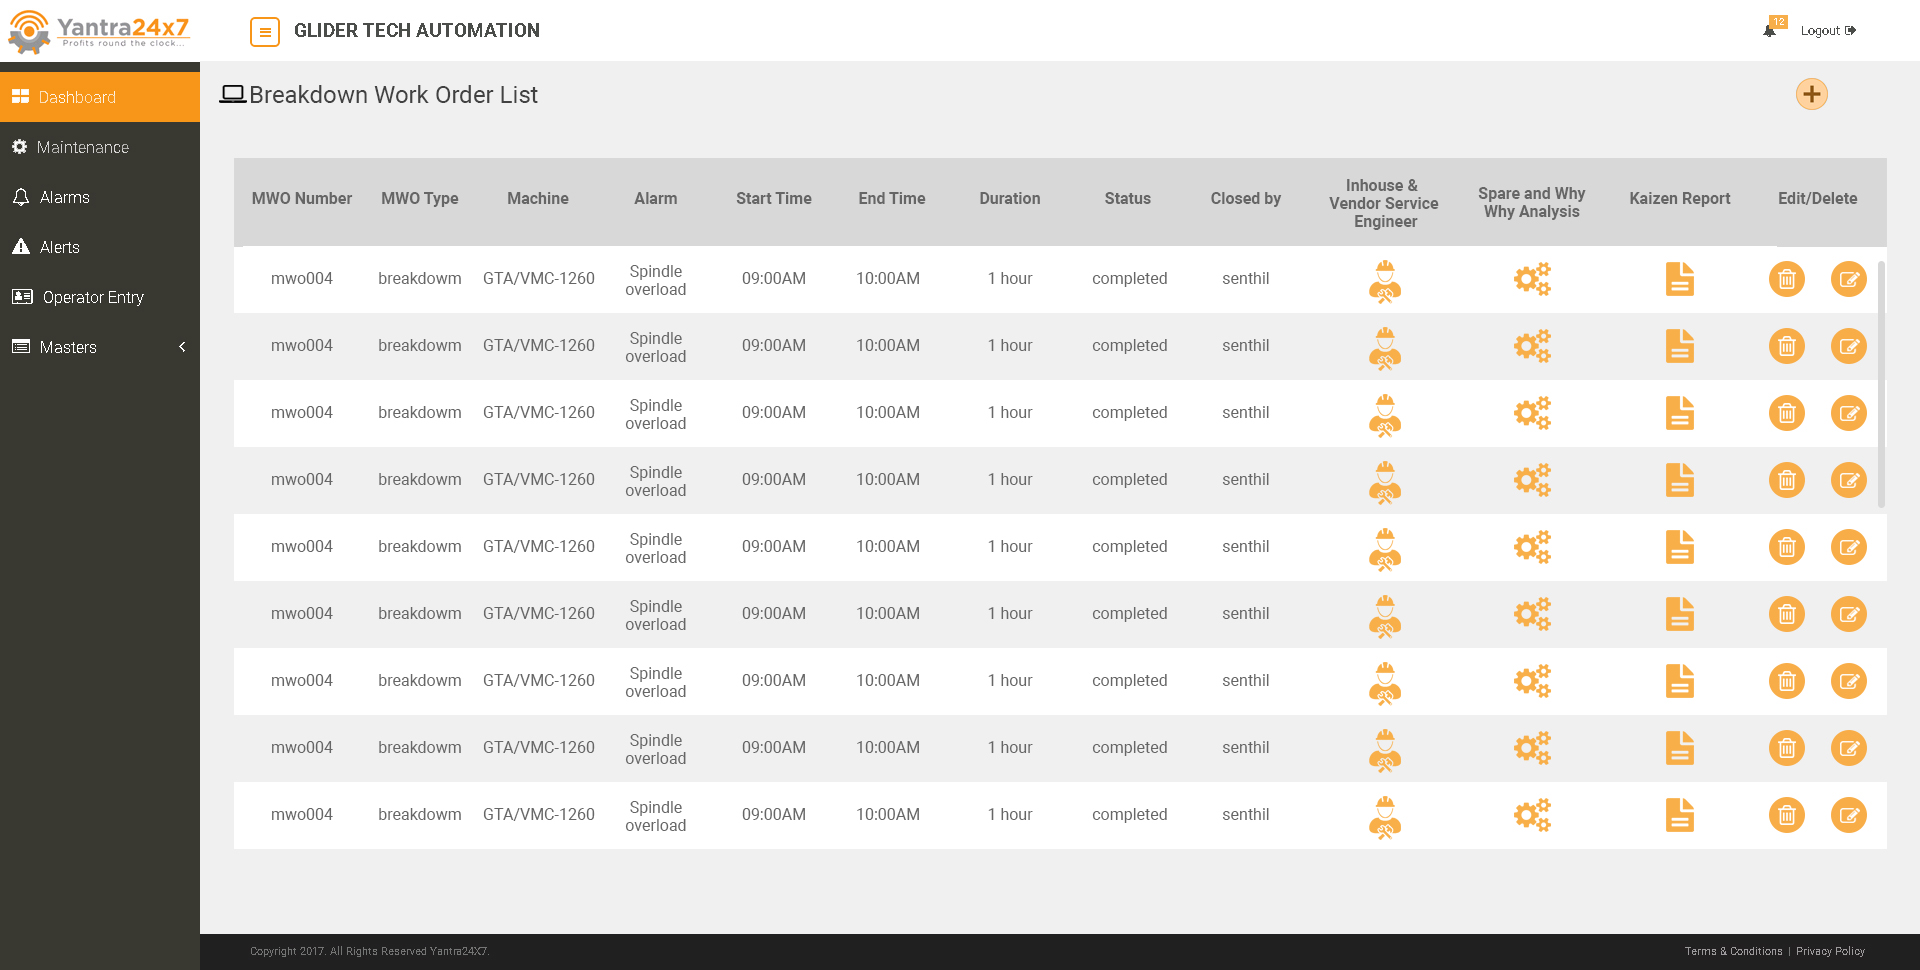 Yantra24x7
Profits round the clock...
GLIDER TECH AUTOMATION
12
Logout
Dashboard
Maintenance
Alarms
Alerts
Operator Entry
Masters
Breakdown Work Order List
MWO Number MWO Type Machine Alarm Start Time End Time Duration Status Closed by Inhouse & Vendor Service Engineer Spare and Why Why Analysis Kaizen Report Edit/Delete
mwo004 breakdowm GTA/VMC-1260 Spindle overload 09:00AM 10:00AM 1 hour completed senthil
mwo004 breakdowm GTA/VMC-1260 Spindle overload 09:00AM 10:00AM 1 hour completed senthil
mwo004 breakdowm GTA/VMC-1260 Spindle overload 09:00AM 10:00AM 1 hour completed senthil
mwo004 breakdowm GTA/VMC-1260 Spindle overload 09:00AM 10:00AM 1 hour completed senthil
mwo004 breakdowm GTA/VMC-1260 Spindle overload 09:00AM 10:00AM 1 hour completed senthil
mwo004 breakdowm GTA/VMC-1260 Spindle overload 09:00AM 10:00AM 1 hour completed senthil
mwo004 breakdowm GTA/VMC-1260 Spindle overload 09:00AM 10:00AM 1 hour completed senthil
mwo004 breakdowm GTA/VMC-1260 Spindle overload 09:00AM 10:00AM 1 hour completed senthil
mwo004 breakdowm GTA/VMC-1260 Spindle overload 09:00AM 10:00AM 1 hour completed senthil
Copyright 2017. All Rights Reserved Yantra24X7.
Terms & Conditions | Privacy Policy